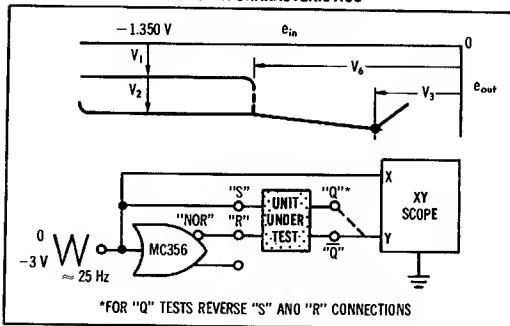 −1.350 V
e_in
0
V₁
V₂
V₆
V₃
e_out
X
XY
SCOPE
Y
"S"
"R"
"NOR"
UNIT
UNDER
TEST
"Q"*
"Q̅"
MC356
0
−3 V
≈ 25 Hz
*FOR "Q" TESTS REVERSE "S" AND "R" CONNECTIONS